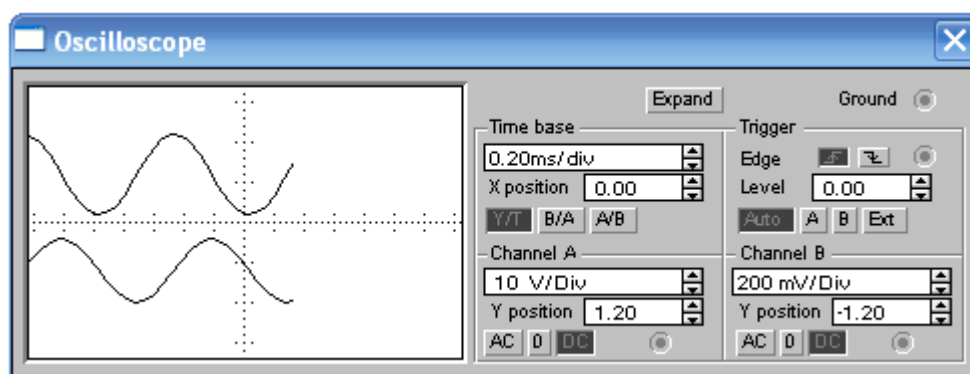 Oscilloscope
Expand
Ground
Time base
0.20ms/div
X position 0.00
Y/T B/A A/B
Trigger
Edge
Level 0.00
Auto A B Ext
Channel A
10 V/Div
Y position 1.20
AC 0 DC
Channel B
200 mV/Div
Y position -1.20
AC 0 DC